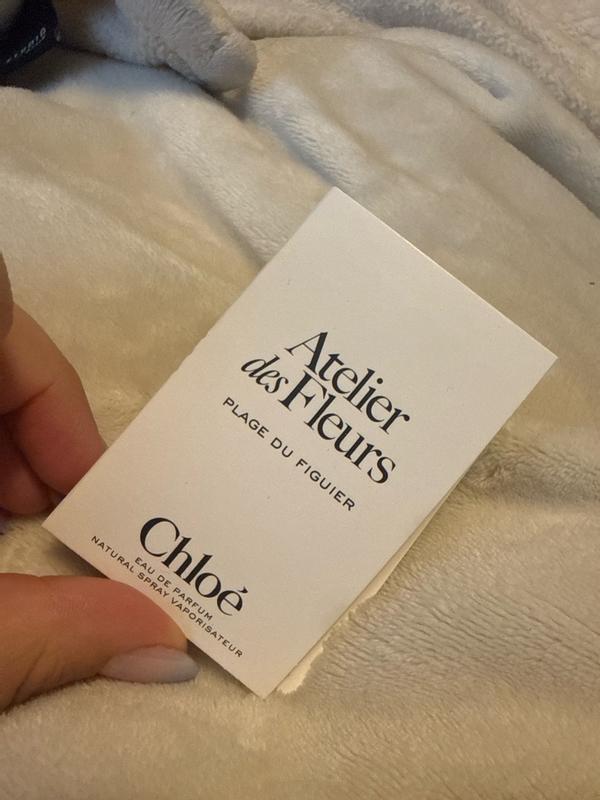 Atelier
des Fleurs
PLAGE DU FIGUIER
Chloé
EAU DE PARFUM
NATURAL SPRAY VAPORISATEUR